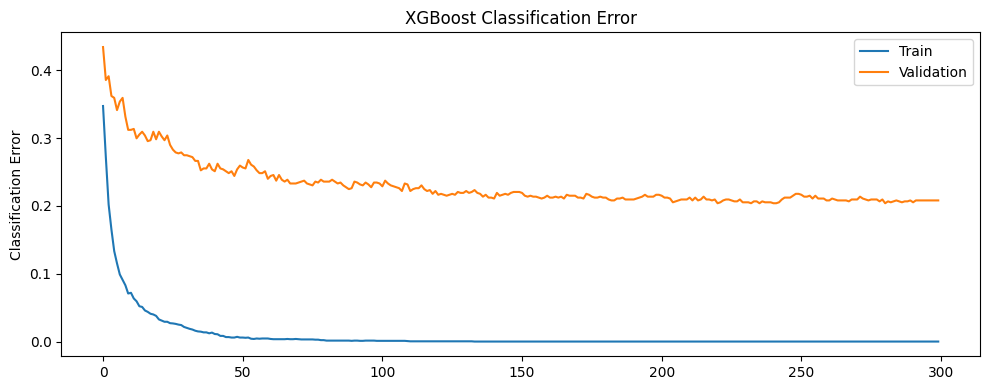 XGBoost Classification Error
Train
Validation
Classification Error
0.4
0.3
0.2
0.1
0.0
0 50 100 150 200 250 300